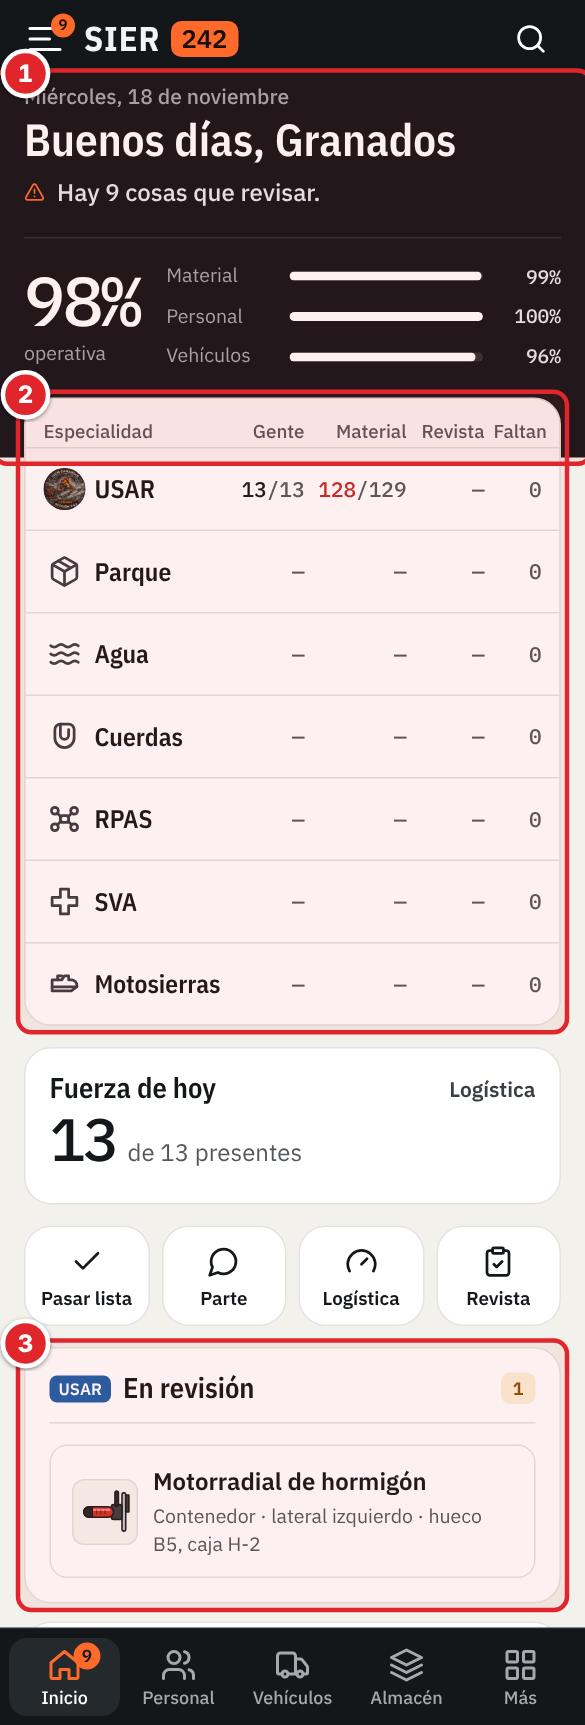 9
SIER 242
1
Miércoles, 18 de noviembre
Buenos días, Granados
Hay 9 cosas que revisar.
98%
operativa
Material 99%
Personal 100%
Vehículos 96%
2
Especialidad Gente Material Revista Faltan
USAR 13/13 128/129 – 0
Parque – – – 0
Agua – – – 0
Cuerdas – – – 0
RPAS – – – 0
SVA – – – 0
Motosierras – – – 0
Fuerza de hoy Logística
13 de 13 presentes
Pasar lista Parte Logística Revista
3
USAR En revisión 1
Motorradial de hormigón
Contenedor · lateral izquierdo · hueco
B5, caja H-2
9
Inicio Personal Vehículos Almacén Más